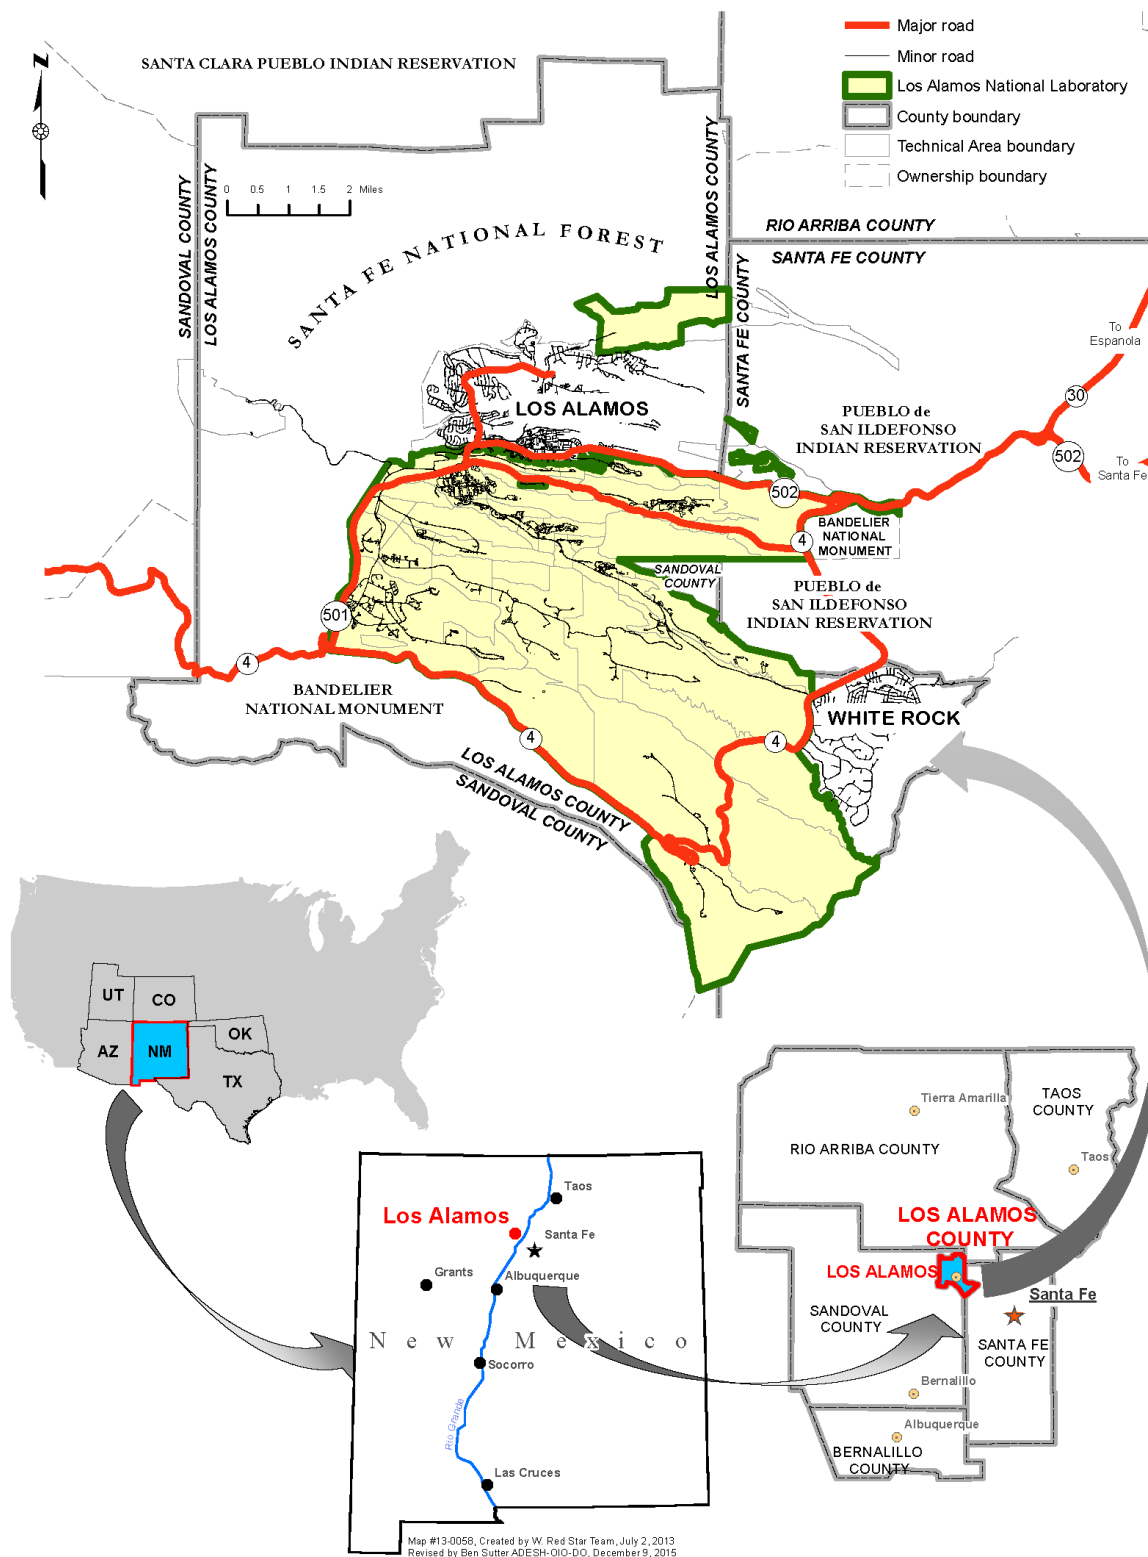 Major road
Minor road
Los Alamos National Laboratory
County boundary
Technical Area boundary
Ownership boundary
N
SANTA CLARA PUEBLO INDIAN RESERVATION
0 0.5 1 1.5 2 Miles
SANDOVAL COUNTY
LOS ALAMOS COUNTY
SANTA FE NATIONAL FOREST
LOS ALAMOS COUNTY
SANTA FE COUNTY
RIO ARRIBA COUNTY
SANTA FE COUNTY
To
Espanola
30
LOS ALAMOS
PUEBLO de
SAN ILDEFONSO
INDIAN RESERVATION
502
To
Santa Fe
502
BANDELIER
NATIONAL
MONUMENT
4
SANDOVAL
COUNTY
PUEBLO de
SAN ILDEFONSO
INDIAN RESERVATION
501
4
BANDELIER
NATIONAL MONUMENT
WHITE ROCK
4
4
LOS ALAMOS COUNTY
SANDOVAL COUNTY
UT
CO
AZ
NM
OK
TX
Taos
Los Alamos
Santa Fe
Grants
Albuquerque
New Mexico
Socorro
Rio Grande
Las Cruces
Tierra Amarilla
TAOS
COUNTY
RIO ARRIBA COUNTY
Taos
LOS ALAMOS
COUNTY
LOS ALAMOS
Santa Fe
SANDOVAL
COUNTY
SANTA FE
COUNTY
Bernalillo
Albuquerque
BERNALILLO
COUNTY
Map #13-0058, Created by W. Red Star Team, July 2, 2013
Revised by Ben Sutter ADESH-OIO-DO, December 9, 2015